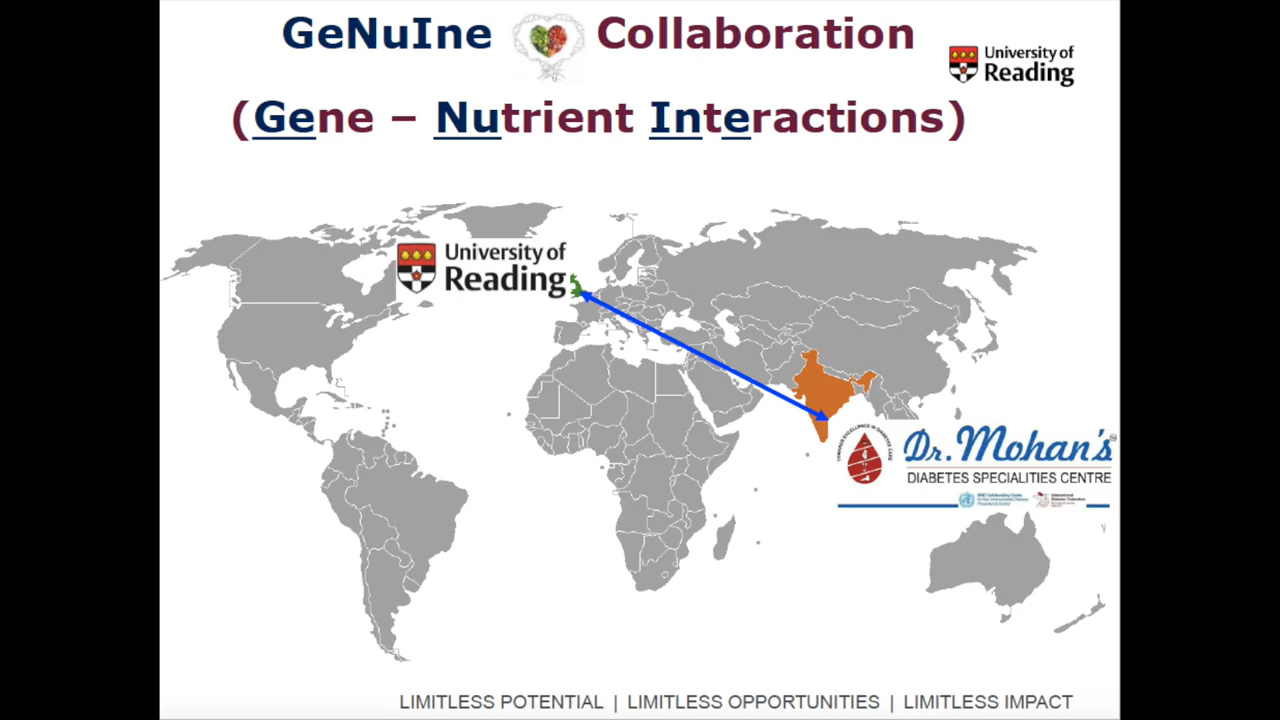 GeNuIne Collaboration
University of
Reading
(Gene – Nutrient Interactions)
University of
Reading
Dr. Mohan's
DIABETES SPECIALITIES CENTRE
LIMITLESS POTENTIAL | LIMITLESS OPPORTUNITIES | LIMITLESS IMPACT